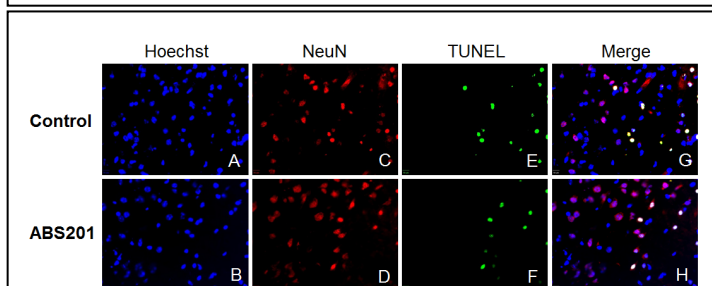 Hoechst NeuN TUNEL Merge
Control
A C E G
ABS201
B D F H